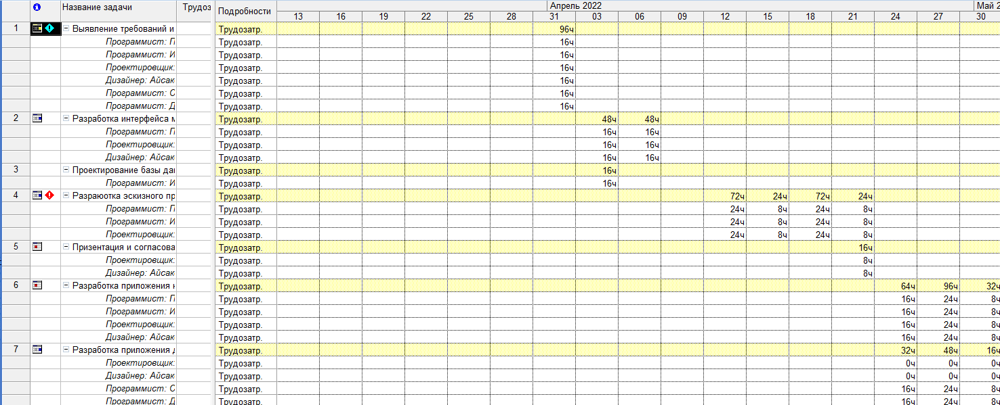 Название задачи Трудоз Подробности Апрель 2022 Май 2
13 16 19 22 25 28 31 03 06 09 12 15 18 21 24 27 30
1 Выявление требований и Трудозатр. 96ч
Программист: П Трудозатр. 16ч
Программист: И Трудозатр. 16ч
Проектировщик: Трудозатр. 16ч
Дизайнер: Айсак Трудозатр. 16ч
Программист: С Трудозатр. 16ч
Программист: Д Трудозатр. 16ч
2 Разработка интерфейса м Трудозатр. 48ч 48ч
Программист: П Трудозатр. 16ч 16ч
Проектировщик: Трудозатр. 16ч 16ч
Дизайнер: Айсак Трудозатр. 16ч 16ч
3 Проектирование базы дан Трудозатр. 16ч
Программист: И Трудозатр. 16ч
4 Разраюотка эскизного пр Трудозатр. 72ч 24ч 72ч 24ч
Программист: П Трудозатр. 24ч 8ч 24ч 8ч
Программист: И Трудозатр. 24ч 8ч 24ч 8ч
Проектировщик: Трудозатр. 24ч 8ч 24ч 8ч
5 Призентация и согласова Трудозатр. 16ч
Проектировщик: Трудозатр. 8ч
Дизайнер: Айсак Трудозатр. 8ч
6 Разработка приложения н Трудозатр. 64ч 96ч 32ч
Программист: П Трудозатр. 16ч 24ч 8ч
Программист: И Трудозатр. 16ч 24ч 8ч
Проектировщик: Трудозатр. 16ч 24ч 8ч
Дизайнер: Айсак Трудозатр. 16ч 24ч 8ч
7 Разработка приложения д Трудозатр. 32ч 48ч 16ч
Проектировщик: Трудозатр. 0ч 0ч 0ч
Дизайнер: Айсак Трудозатр. 0ч 0ч 0ч
Программист: С Трудозатр. 16ч 24ч 8ч
Программист: Д Трудозатр. 16ч 24ч 8ч